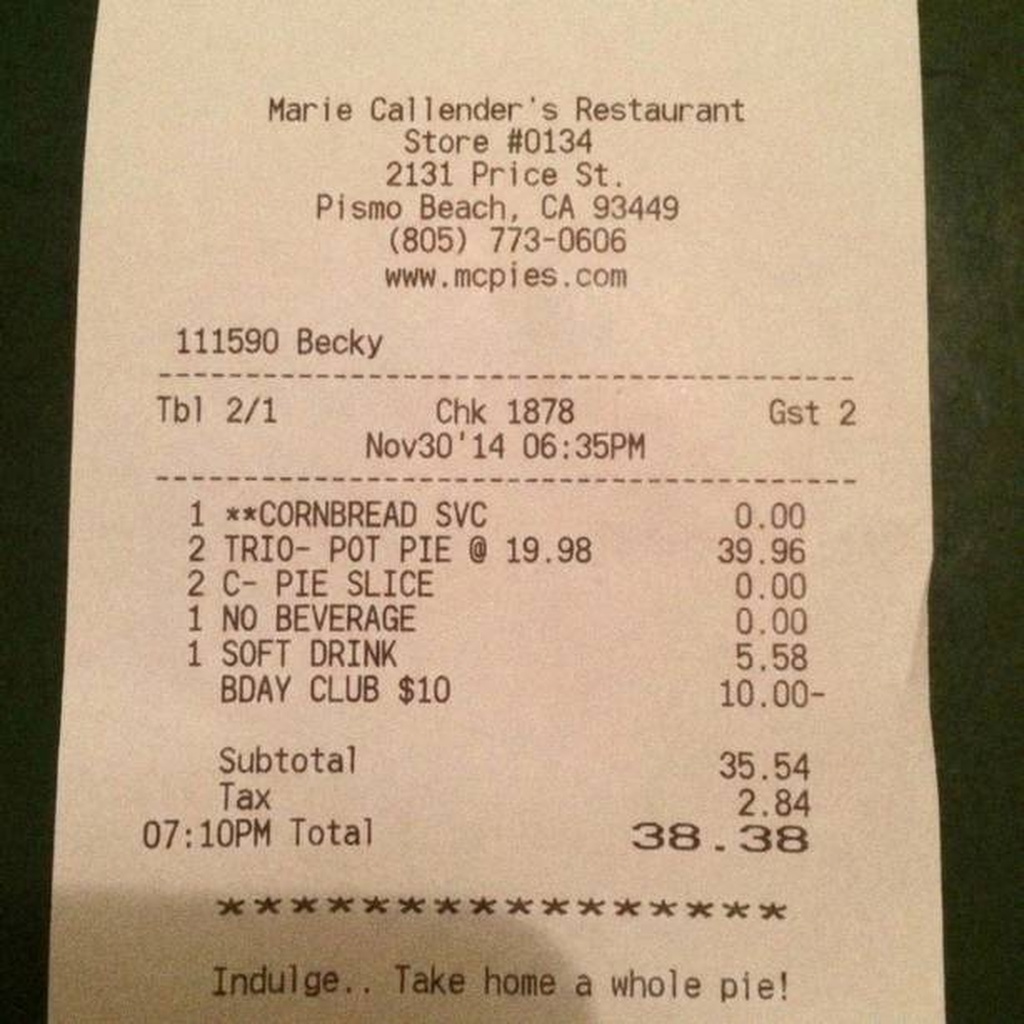 Marie Callender's Restaurant
Store #0134
2131 Price St.
Pismo Beach, CA 93449
(805) 773-0606
www.mcpies.com
111590 Becky
----------------------------------------
Tbl 2/1 Chk 1878 Gst 2
Nov30'14 06:35PM
----------------------------------------
1 **CORNBREAD SVC 0.00
2 TRIO- POT PIE @ 19.98 39.96
2 C- PIE SLICE 0.00
1 NO BEVERAGE 0.00
1 SOFT DRINK 5.58
BDAY CLUB $10 10.00-
Subtotal 35.54
Tax 2.84
07:10PM Total 38.38
****************
Indulge.. Take home a whole pie!